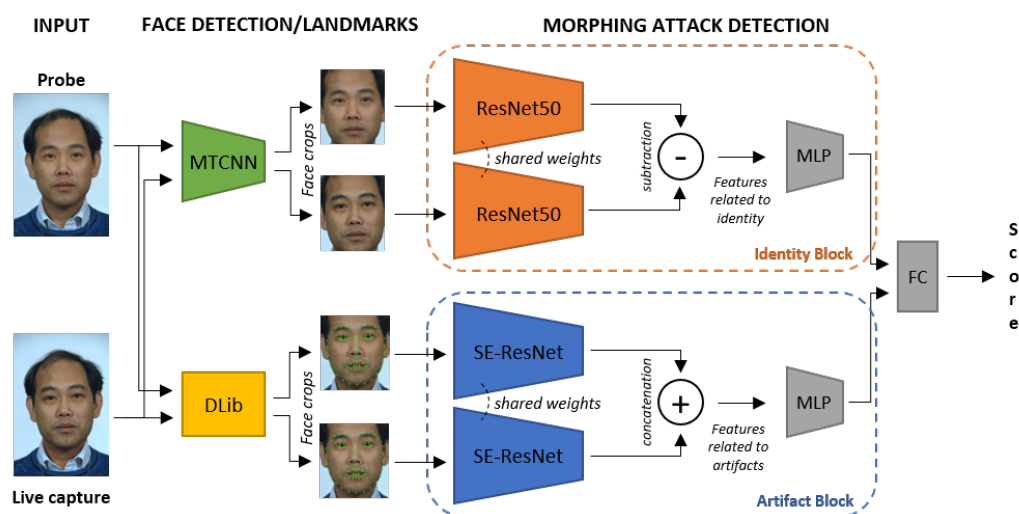 INPUT
FACE DETECTION/LANDMARKS
MORPHING ATTACK DETECTION
Probe
MTCNN
Face crops
ResNet50
shared weights
ResNet50
subtraction
-
Features
related to
identity
MLP
Identity Block
FC
Score
Live capture
DLib
Face crops
SE-ResNet
shared weights
SE-ResNet
concatenation
+
Features
related to
artifacts
MLP
Artifact Block